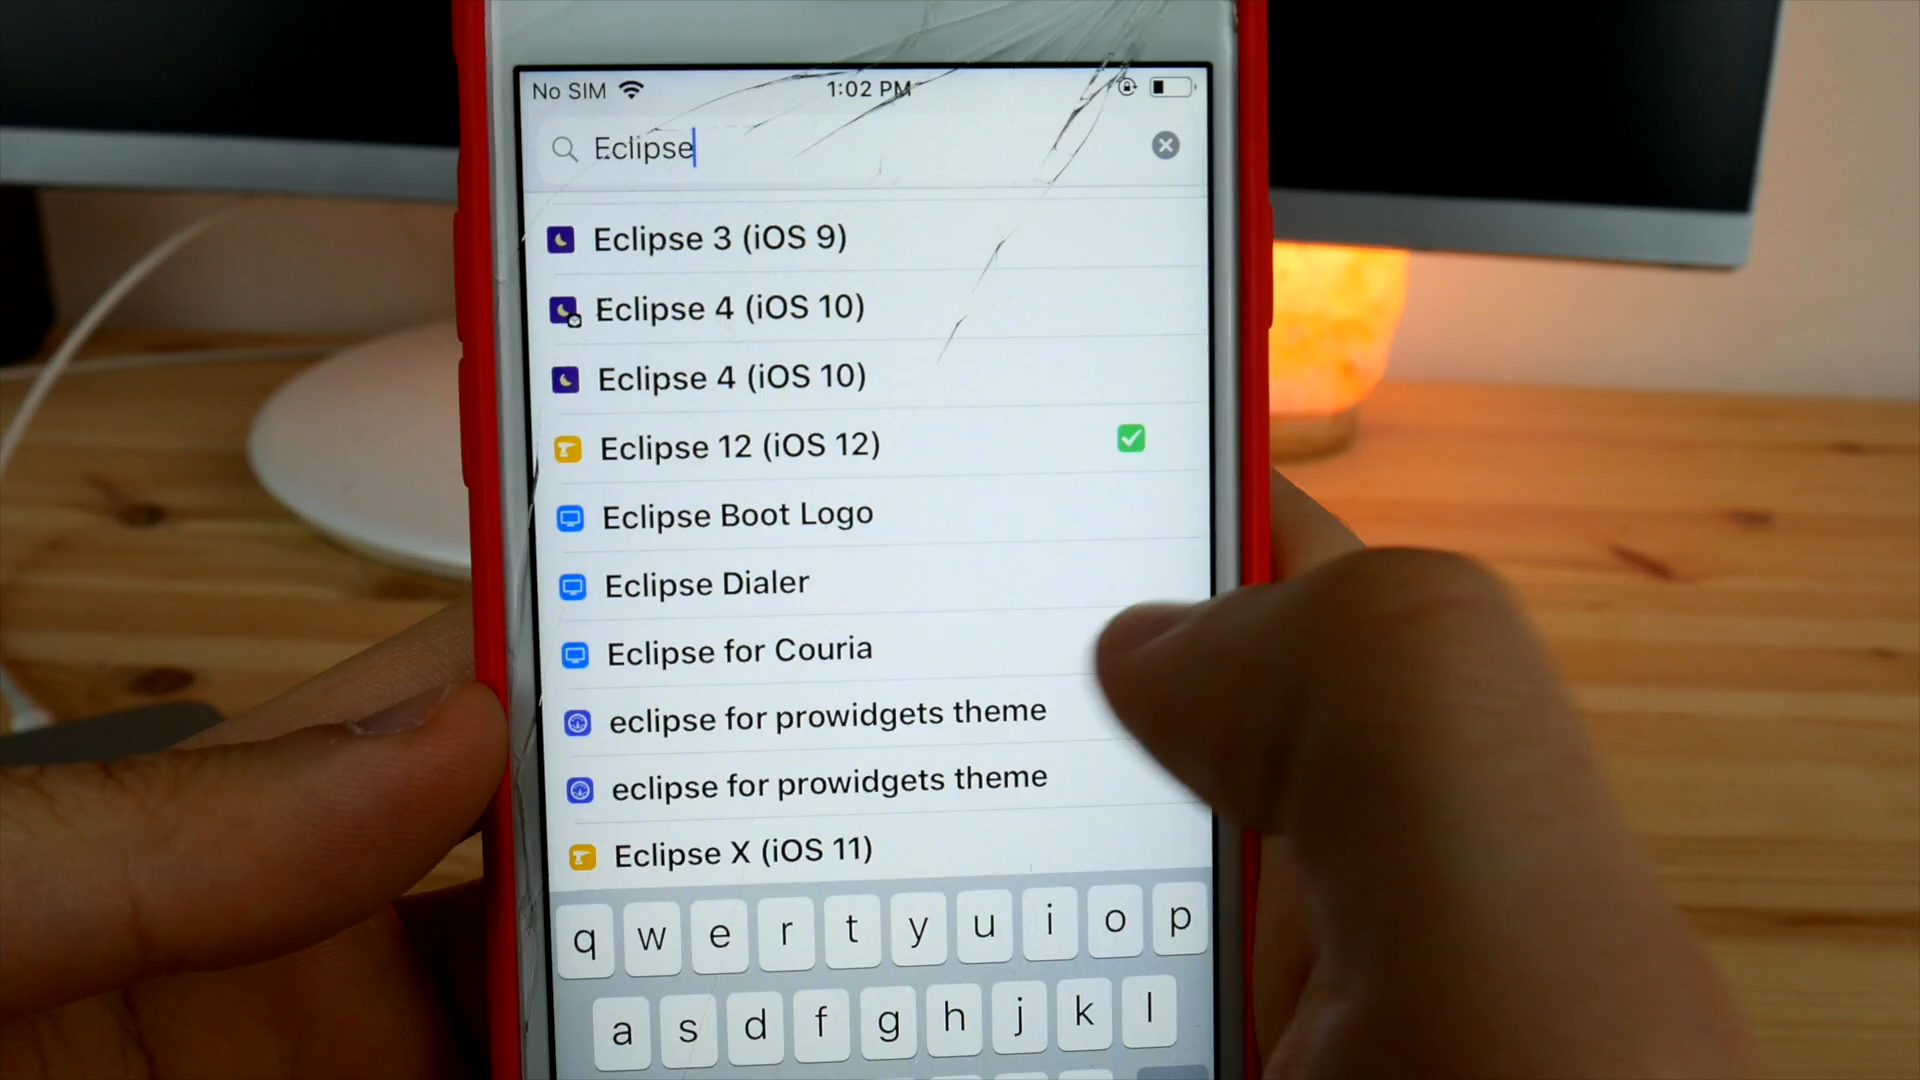 No SIM 1:02 PM
Eclipse
Eclipse 3 (iOS 9)
Eclipse 4 (iOS 10)
Eclipse 4 (iOS 10)
Eclipse 12 (iOS 12)
Eclipse Boot Logo
Eclipse Dialer
Eclipse for Couria
eclipse for prowidgets theme
eclipse for prowidgets theme
Eclipse X (iOS 11)
q w e r t y u i o p
a s d f g h j k l